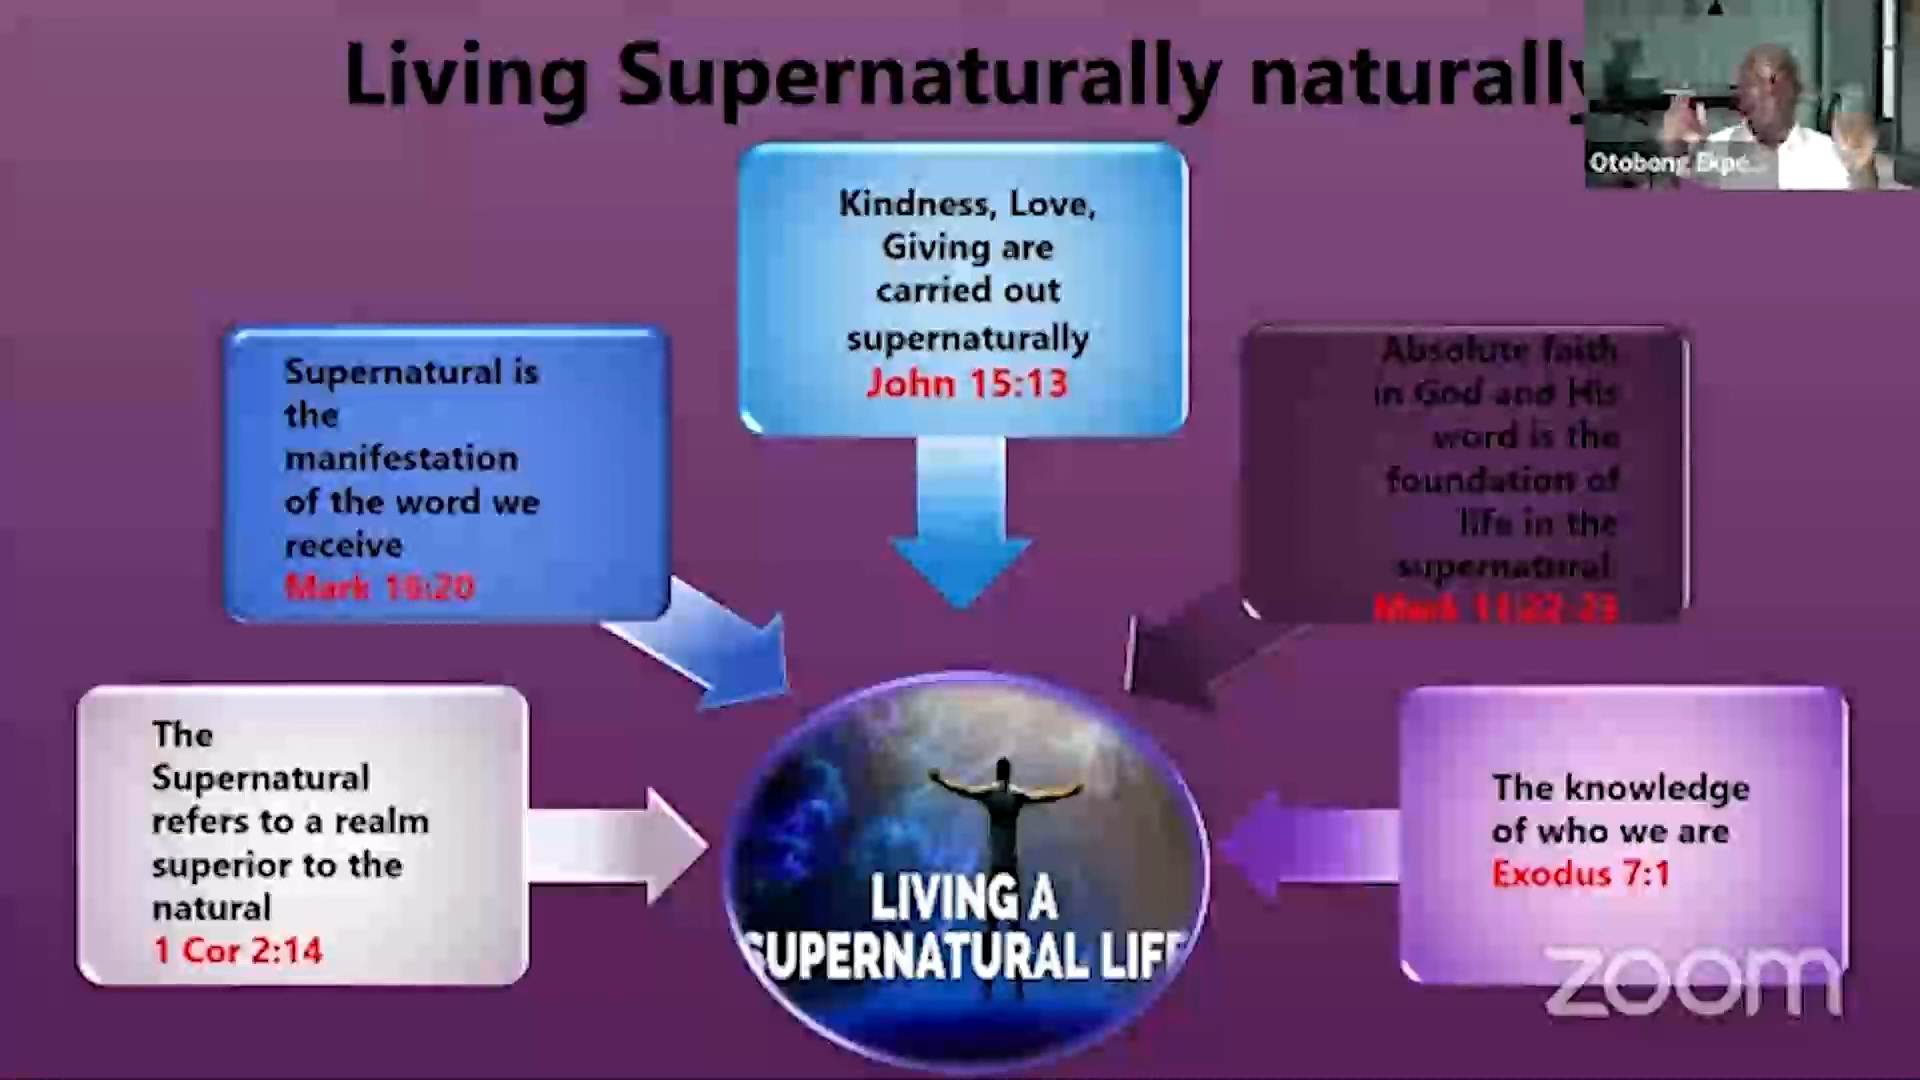 Living Supernaturally naturally
Otobong Ekpe...
Kindness, Love,
Giving are
carried out
supernaturally
John 15:13
Supernatural is
the
manifestation
of the word we
receive
Mark 16:20
Absolute faith
in God and His
word is the
foundation of
life in the
supernatural
Mark 11:22-23
The
Supernatural
refers to a realm
superior to the
natural
1 Cor 2:14
The knowledge
of who we are
Exodus 7:1
LIVING A
SUPERNATURAL LIFE
zoom